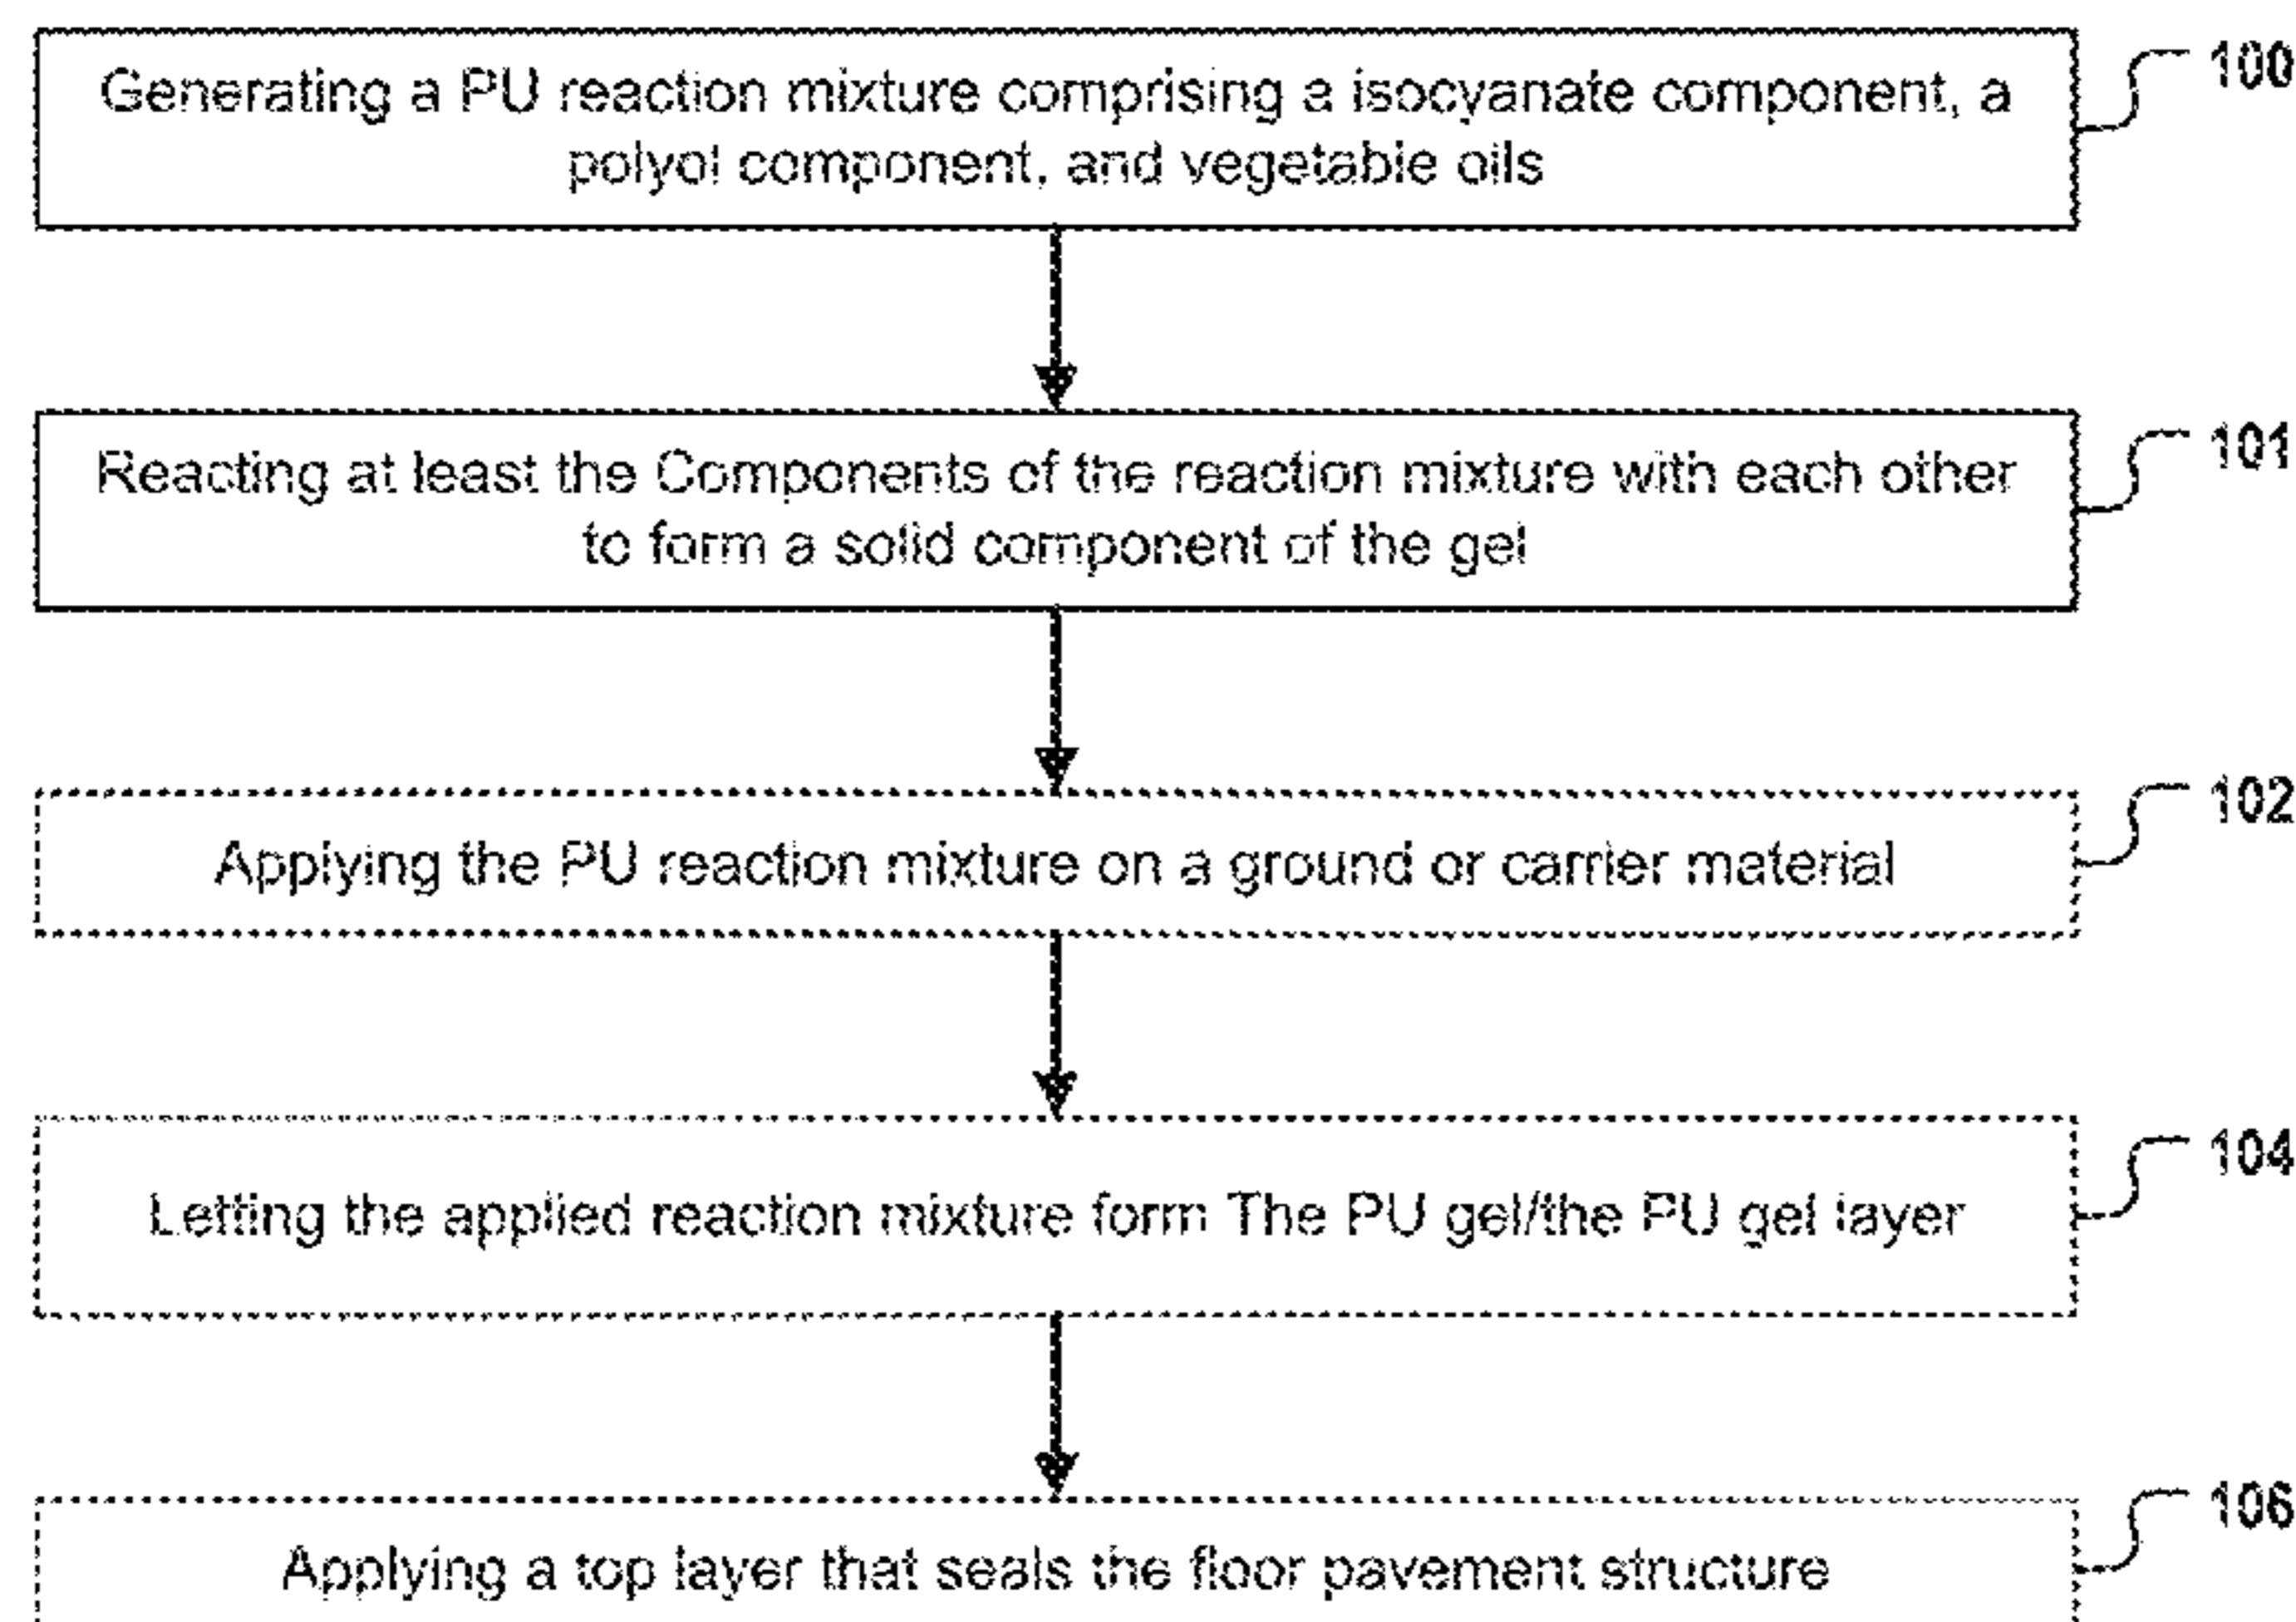 Generating a PU reaction mixture comprising a isocyanate component, a
polyol component, and vegetable oils
100
Reacting at least the Components of the reaction mixture with each other
to form a solid component of the gel
101
Applying the PU reaction mixture on a ground or carrier material
102
Letting the applied reaction mixture form The PU gel/the PU gel layer
104
Applying a top layer that seals the floor pavement structure
106